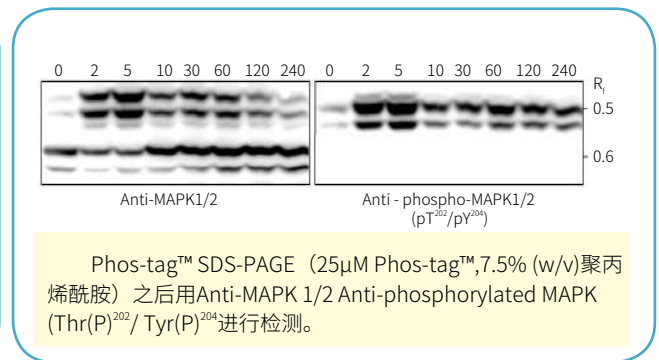 0 2 5 10 30 60 120 240 0 2 5 10 30 60 120 240
Rf
0.5
0.6
Anti-MAPK1/2 Anti - phospho-MAPK1/2
(pT²⁰²/pY²⁰⁴)
Phos-tag™ SDS-PAGE（25μM Phos-tag™,7.5% (w/v)聚丙
烯酰胺）之后用Anti-MAPK 1/2 Anti-phosphorylated MAPK
(Thr(P)²⁰²/ Tyr(P)²⁰⁴进行检测。